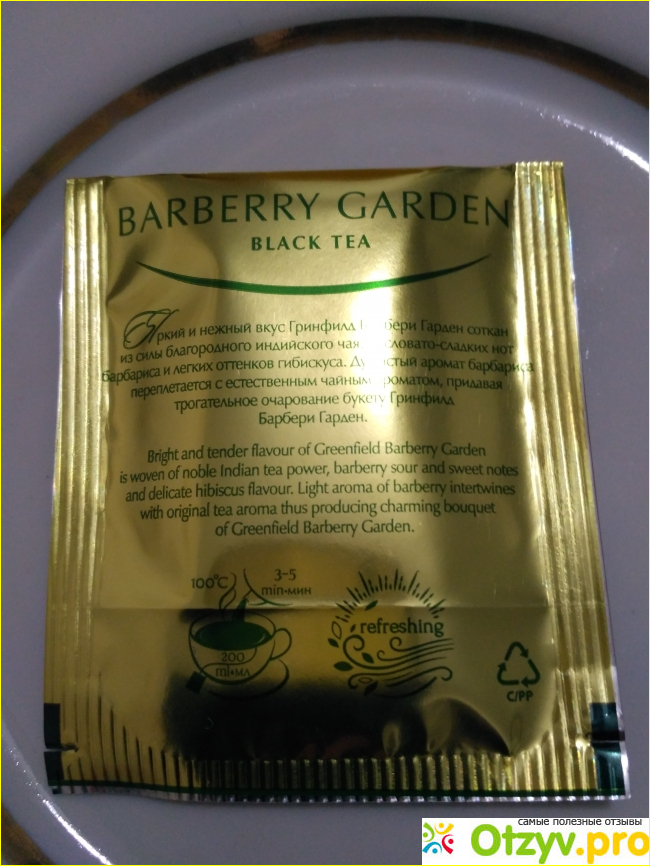 BARBERRY GARDEN
BLACK TEA
Яркий и нежный вкус Гринфилд Гарден соткан
из силы благородного индийского чая нот
барбариса и легких оттенков гибискуса. аромат барбариса
переплетается с естественным чайным ароматом, придавая
трогательное очарование букету Гринфилд
Барбери Гарден.
Bright and tender flavour of Greenfield Barberry Garden
is woven of noble Indian tea power, barberry sour and sweet notes
and delicate hibiscus flavour. Light aroma of barberry intertwines
with original tea aroma thus producing charming bouquet
of Greenfield Barberry Garden.
100°C
3-5
min•мин
200
ml•мл
refreshing
C/PP
самые полезные отзывы
Otzyv.pro